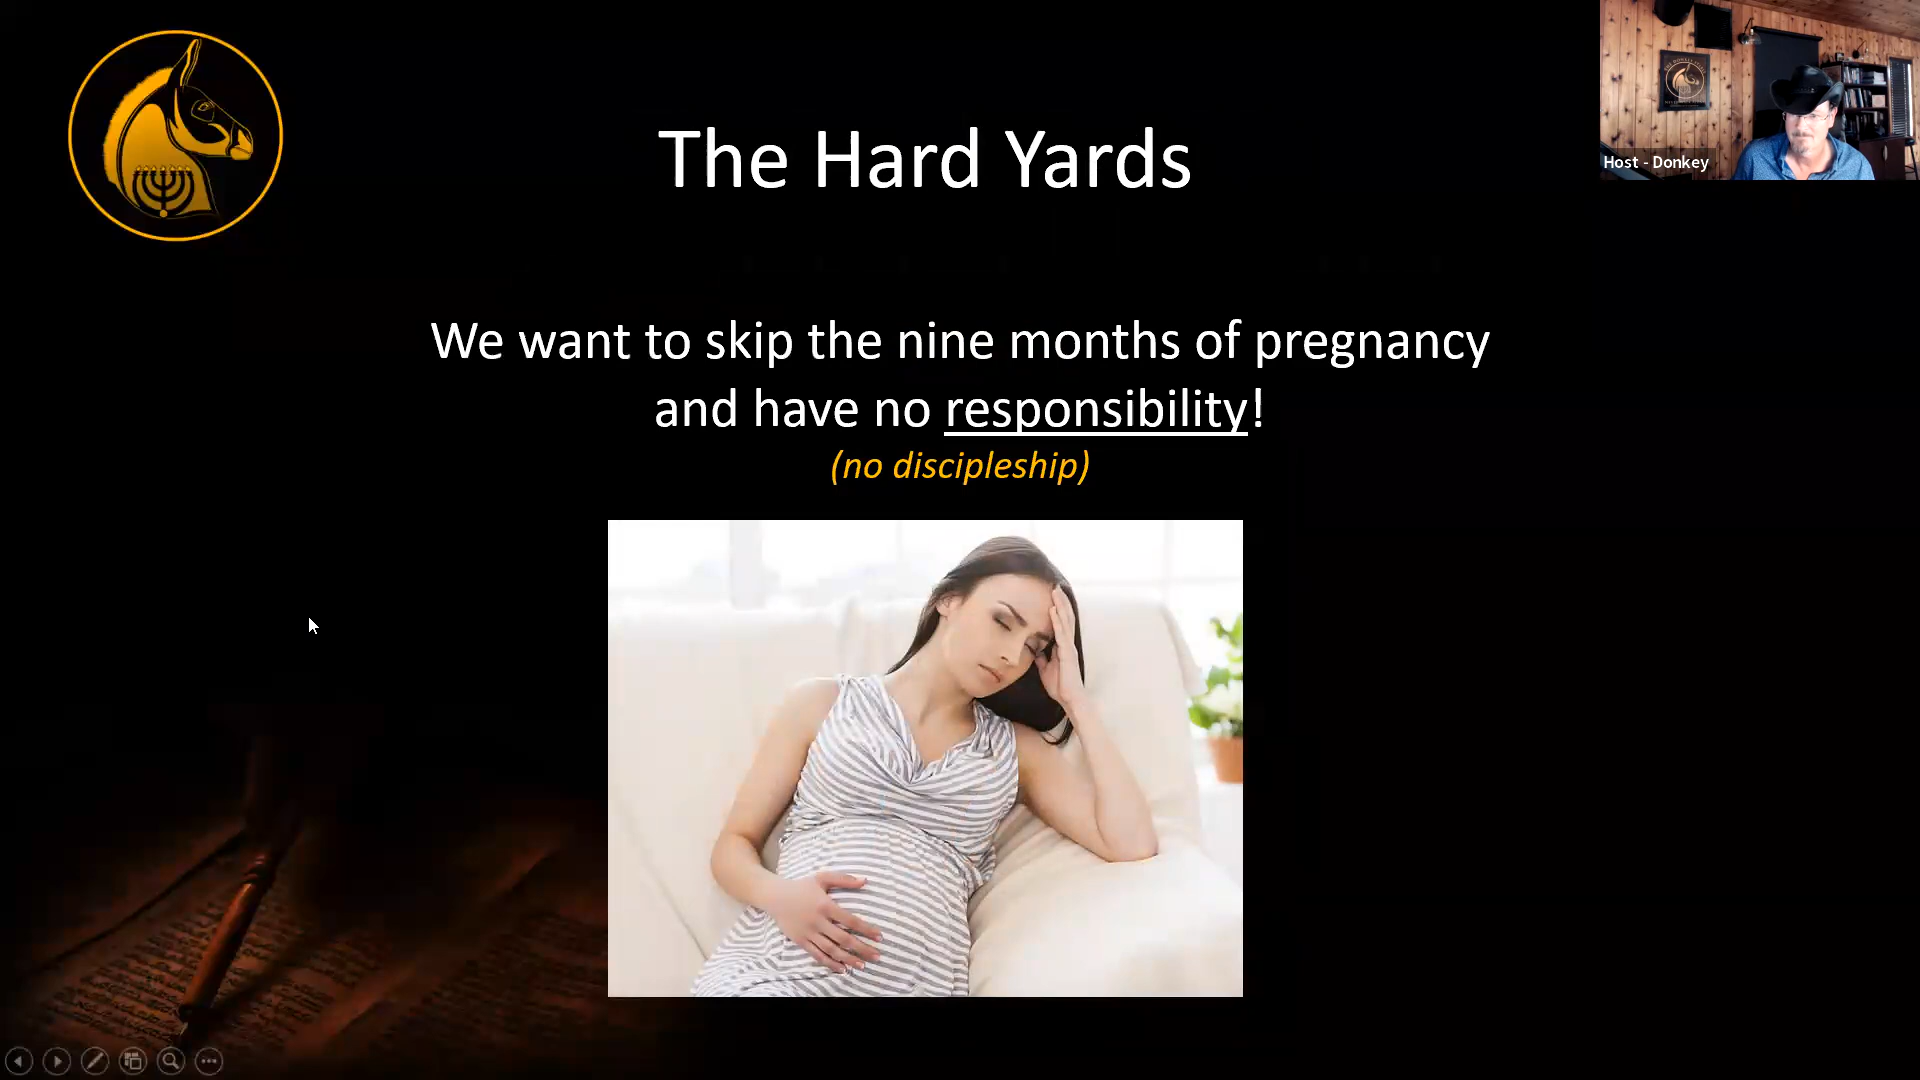 The Hard Yards
Host - Donkey
We want to skip the nine months of pregnancy
and have no responsibility!
(no discipleship)